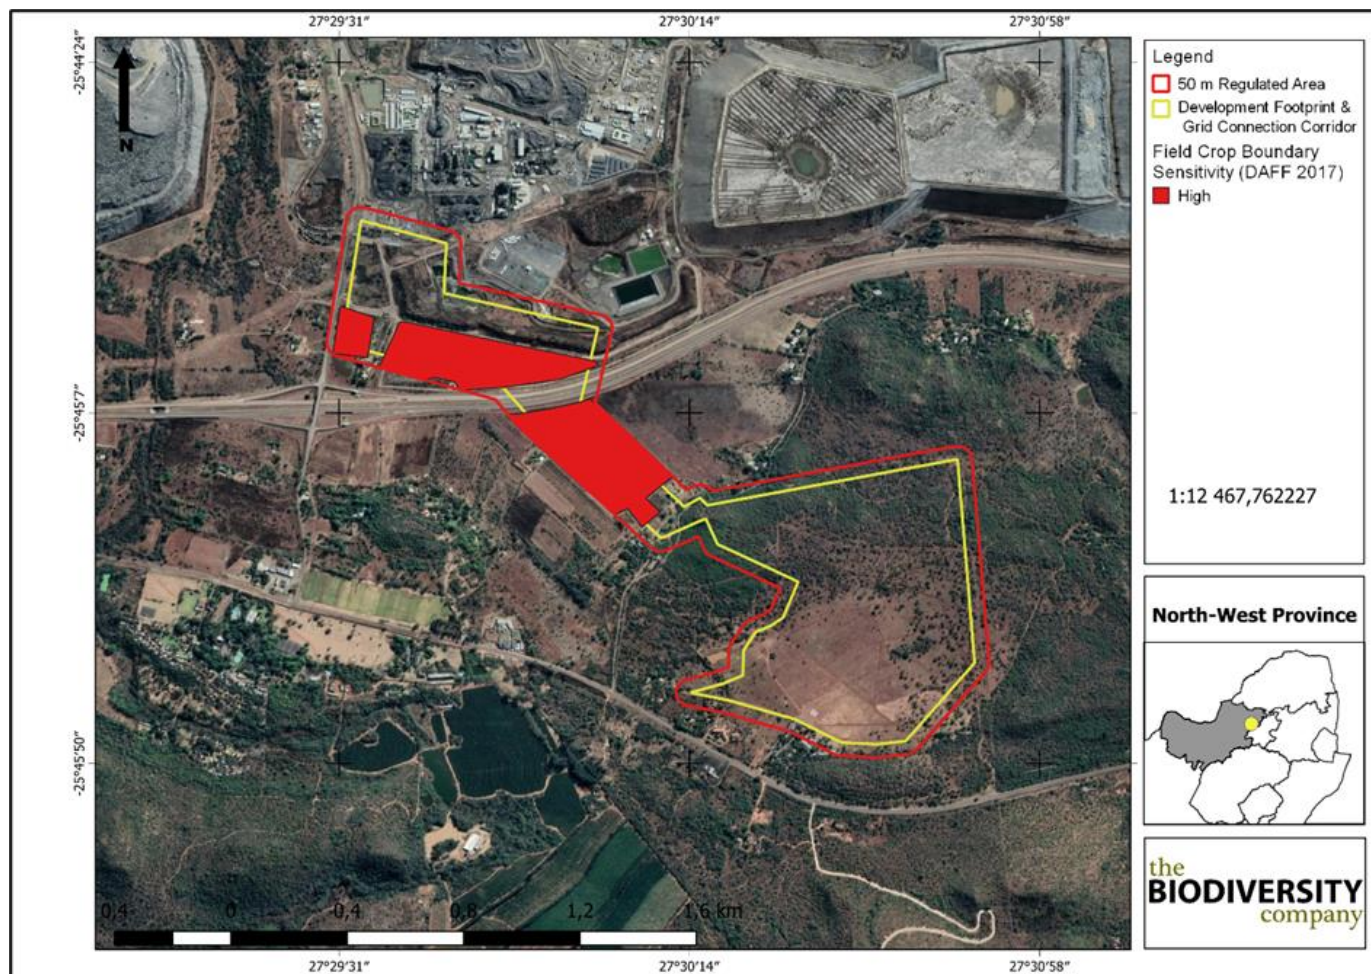 27°29'31" 27°30'14" 27°30'58"
-25°44'24"
-25°45'7"
-25°45'50"
N
0,4 0 0,4 0,8 1,2 1,6 km
27°29'31" 27°30'14" 27°30'58"
Legend
50 m Regulated Area
Development Footprint &
Grid Connection Corridor
Field Crop Boundary
Sensitivity (DAFF 2017)
High
1:12 467,762227
North-West Province
the
BIODIVERSITY
company